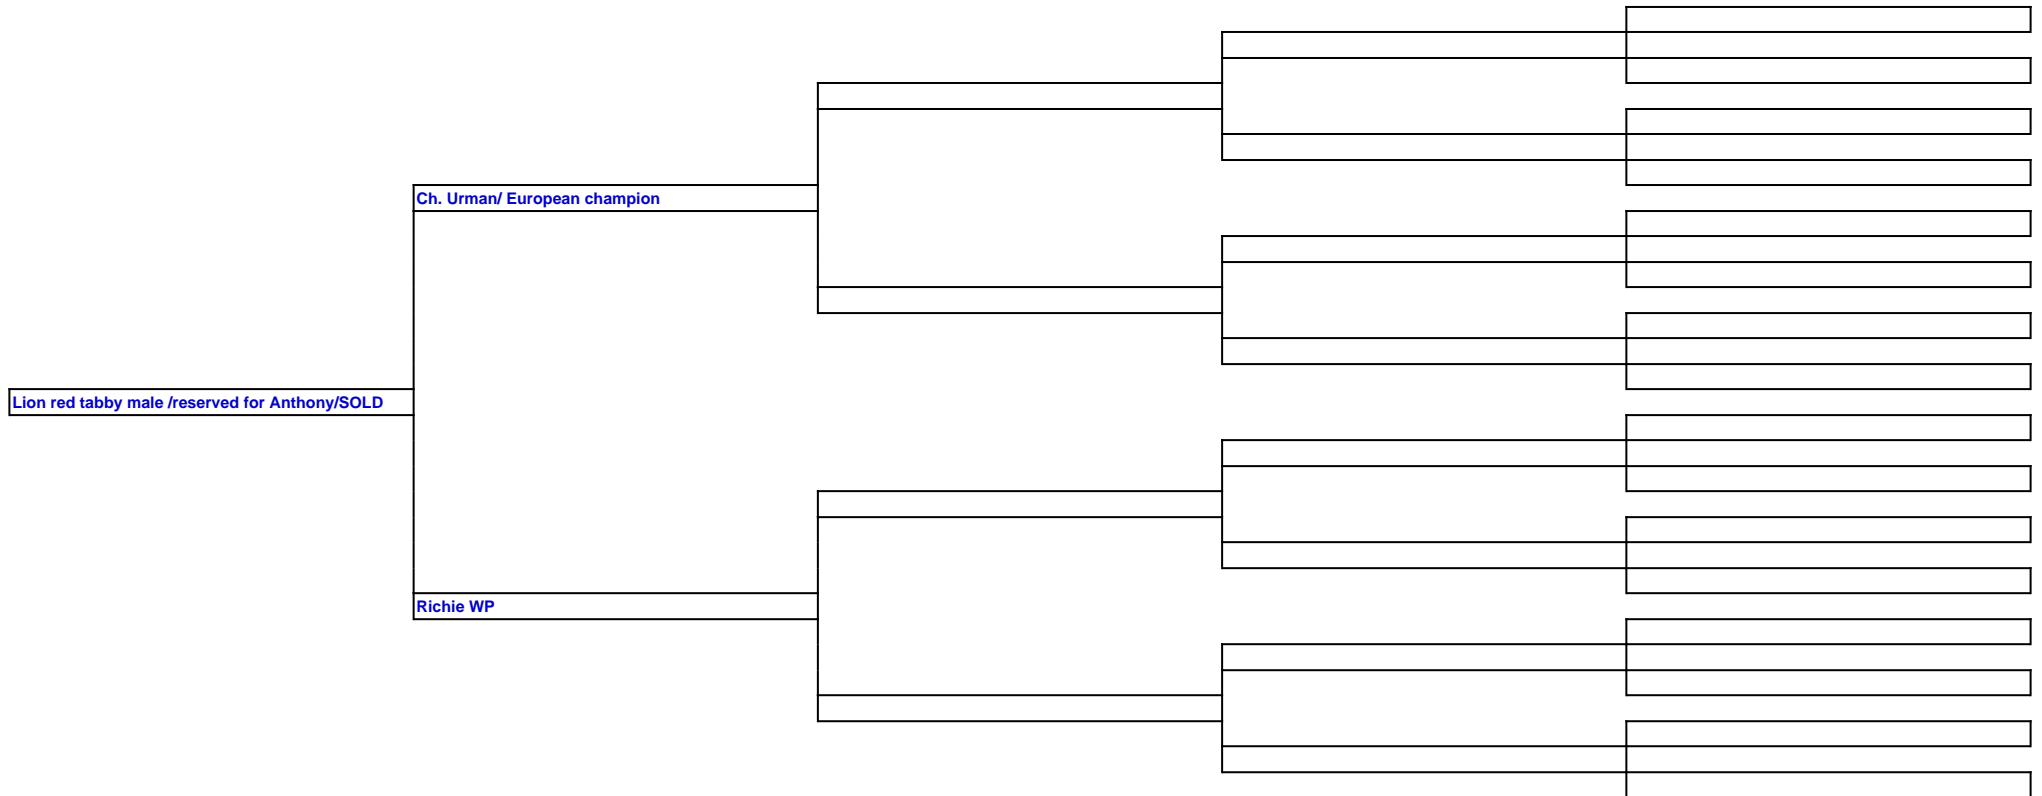 Ch. Urman/ European champion
Lion red tabby male /reserved for Anthony/SOLD
Richie WP